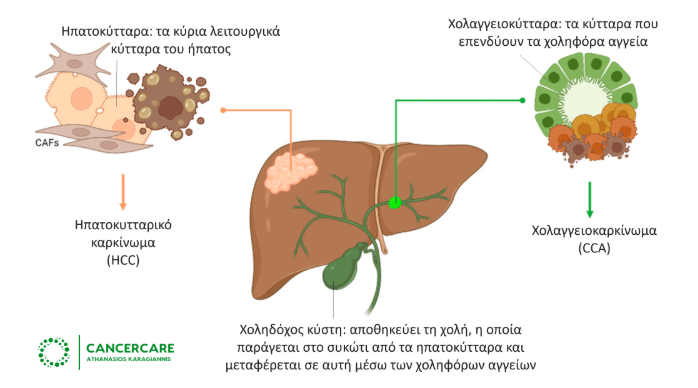 Ηπατοκύτταρα: τα κύρια λειτουργικά
κύτταρα του ήπατος
Χολαγγειοκύτταρα: τα κύτταρα που
επενδύουν τα χοληφόρα αγγεία
CAFs
Ηπατοκυτταρικό
καρκίνωμα
(HCC)
Χολαγγειοκαρκίνωμα
(CCA)
Χοληδόχος κύστη: αποθηκεύει τη χολή, η οποία
παράγεται στο συκώτι από τα ηπατοκύτταρα και
μεταφέρεται σε αυτή μέσω των χοληφόρων αγγείων
CANCERCARE
ATHANASIOS KARAGIANNIS